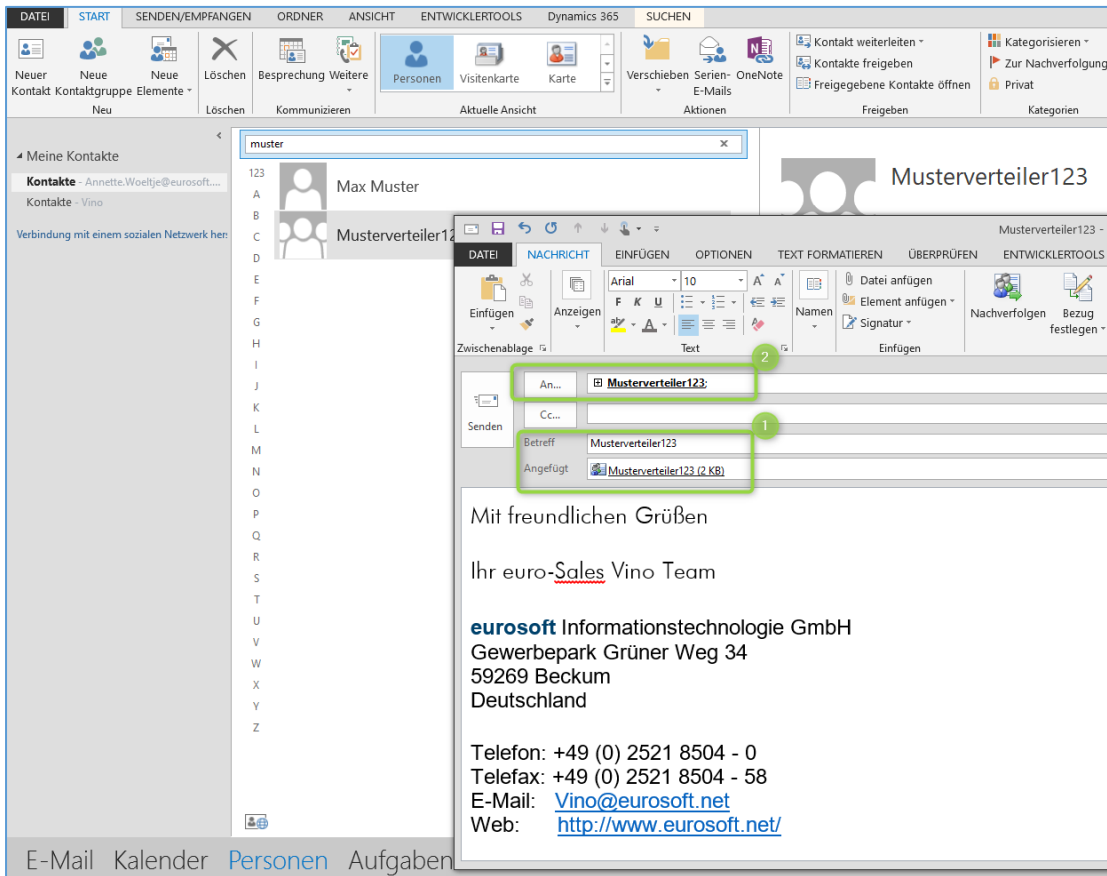 DATEI START SENDEN/EMPFANGEN ORDNER ANSICHT ENTWICKLERTOOLS Dynamics 365 SUCHEN
Neuer Kontakt
Neue Kontaktgruppe
Neue Elemente
Neu
Löschen
Löschen
Besprechung
Weitere
Kommunizieren
Personen
Visitenkarte
Karte
Aktuelle Ansicht
Verschieben
Serien-E-Mails
OneNote
Aktionen
Kontakt weiterleiten
Kontakte freigeben
Freigegebene Kontakte öffnen
Freigeben
Kategorisieren
Zur Nachverfolgung
Privat
Kategorien
Meine Kontakte
Kontakte - Annette.Woeltje@eurosoft....
Kontakte - Vino
Verbindung mit einem sozialen Netzwerk her:
muster
123
A
B
C
D
E
F
G
H
I
J
K
L
M
N
O
P
Q
R
S
T
U
V
W
X
Y
Z
Max Muster
Musterverteiler12
Musterverteiler123
Musterverteiler123 -
DATEI NACHRICHT EINFÜGEN OPTIONEN TEXT FORMATIEREN ÜBERPRÜFEN ENTWICKLERTOOLS
Einfügen
Zwischenablage
Anzeigen
Arial 10
F K U
Text
Namen
Datei anfügen
Element anfügen
Signatur
Einfügen
Nachverfolgen
Bezug festlegen
2
Senden
An... Musterverteiler123;
Cc...
1
Betreff Musterverteiler123
Angefügt Musterverteiler123 (2 KB)
Mit freundlichen Grüßen
Ihr euro-Sales Vino Team
eurosoft Informationstechnologie GmbH
Gewerbepark Grüner Weg 34
59269 Beckum
Deutschland
Telefon: +49 (0) 2521 8504 - 0
Telefax: +49 (0) 2521 8504 - 58
E-Mail: Vino@eurosoft.net
Web: http://www.eurosoft.net/
E-Mail Kalender Personen Aufgaben